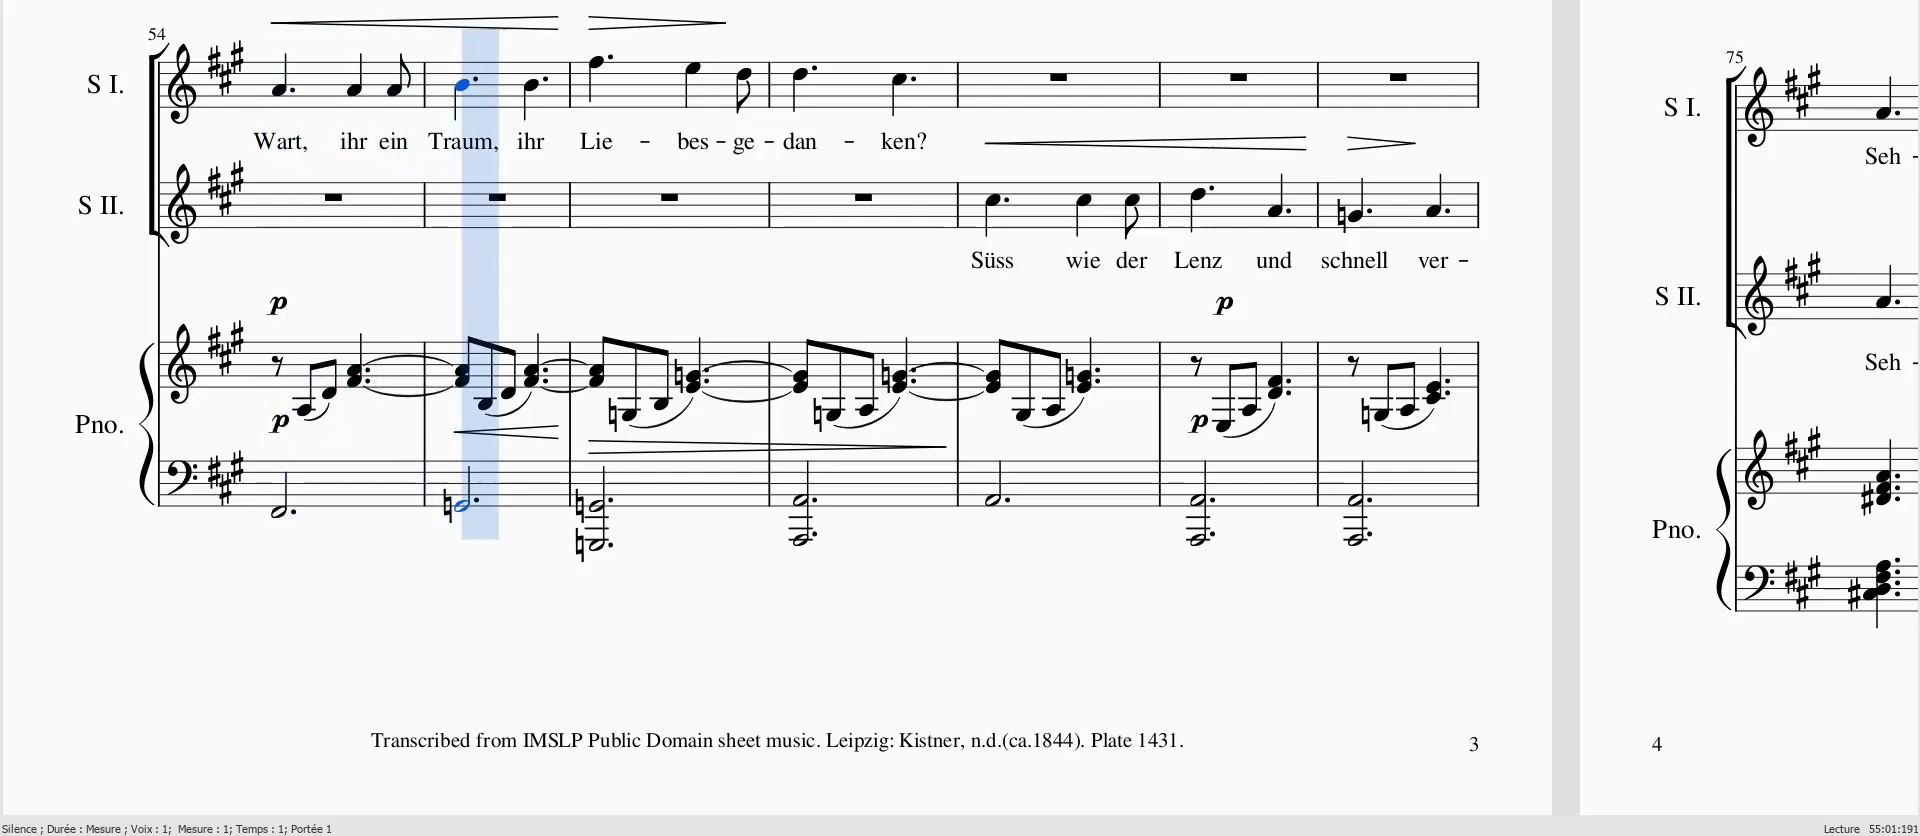 54
S I.
Wart, ihr ein Traum, ihr Lie - bes - ge - dan - ken?
S II.
Süss wie der Lenz und schnell ver -
p p
Pno.
p p
Transcribed from IMSLP Public Domain sheet music. Leipzig: Kistner, n.d.(ca.1844). Plate 1431.
3
75
S I.
Seh -
S II.
Seh -
Pno.
4
Silence ; Durée : Mesure ; Voix : 1; Mesure : 1; Temps : 1; Portée 1
Lecture 55:01:191